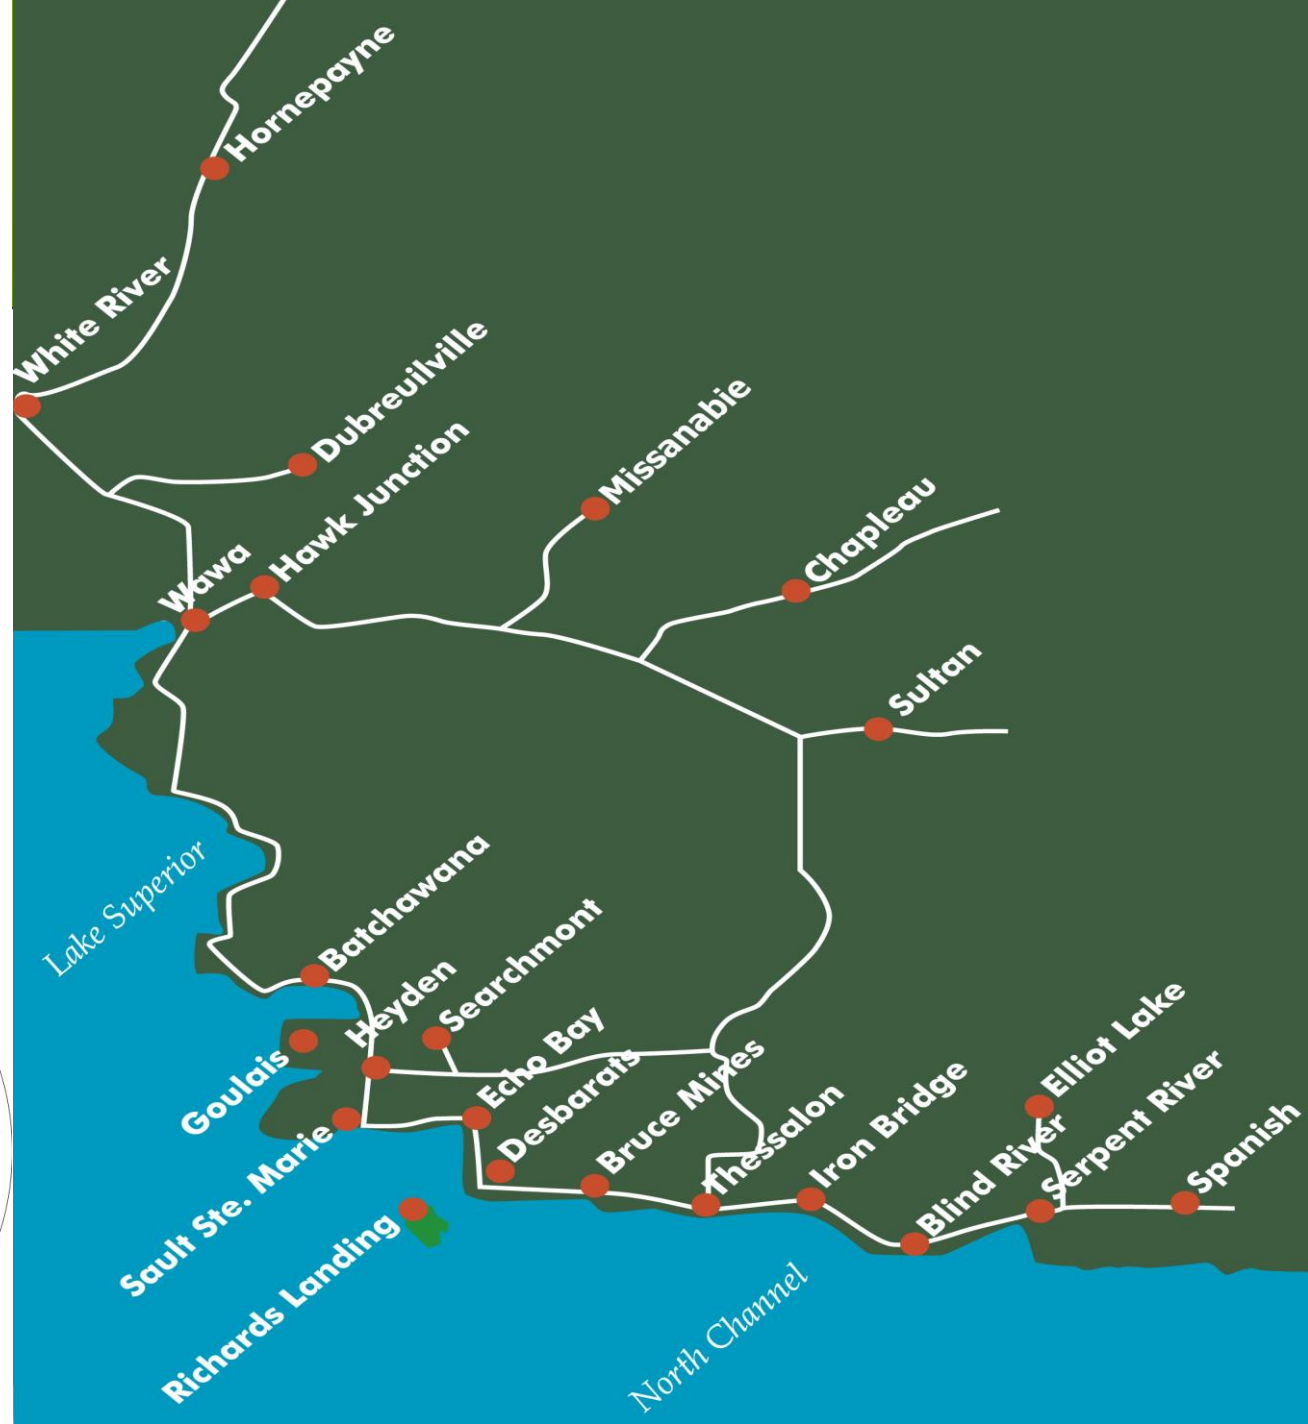 Hornepayne
White River
Dubreuilville
Hawk Junction
Missanabie
Chapleau
Wawa
Sultan
Lake Superior
Batchawana
Searchmont
Heyden
Echo Bay
Goulais
Desbarats
Bruce Mines
Elliot Lake
Serpent River
Thessalon
Iron Bridge
Blind River
Spanish
Sault Ste. Marie
Richards Landing
North Channel